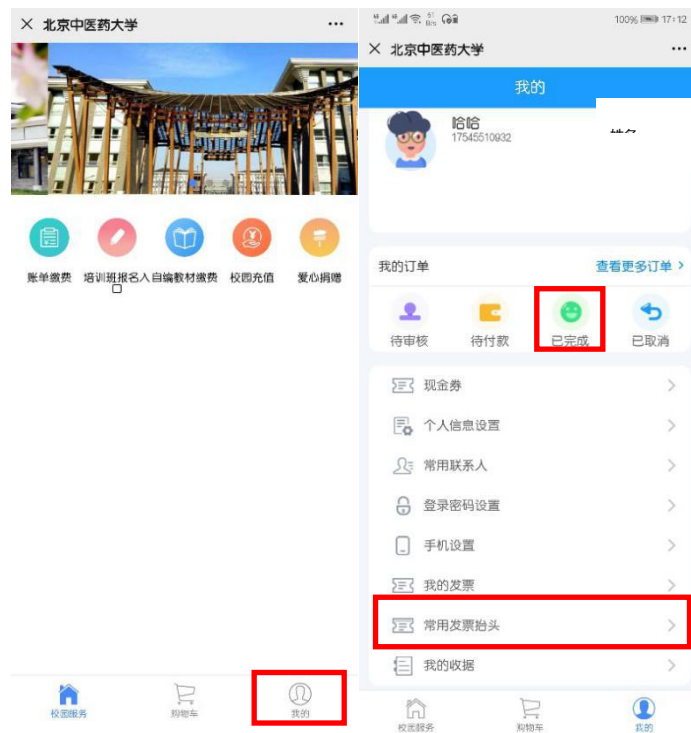 北京中医药大学
账单缴费
培训班报名入口
自编教材缴费
校园充值
爱心捐赠
校园服务
购物车
我的
100% 17:12
北京中医药大学
我的
哈哈
17545510932
我的订单
查看更多订单 >
待审核
待付款
已完成
已取消
现金券
个人信息设置
常用联系人
登录密码设置
手机设置
我的发票
常用发票抬头
我的收据
校园服务
购物车
我的